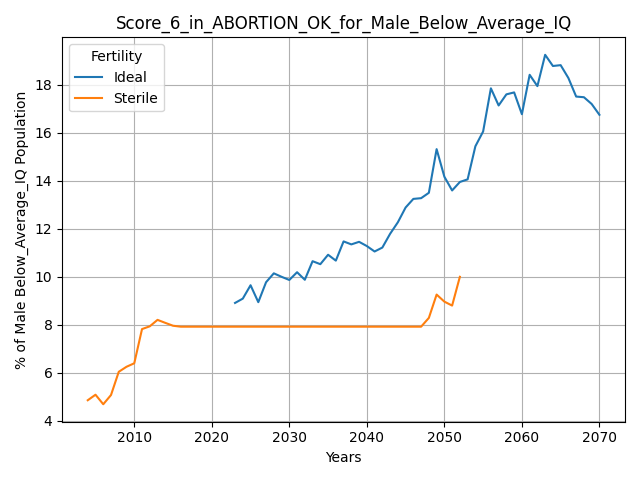 Score_6_in_ABORTION_OK_for_Male_Below_Average_IQ
Fertility
Ideal
Sterile
% of Male Below_Average_IQ Population
18
16
14
12
10
8
6
4
2010 2020 2030 2040 2050 2060 2070
Years